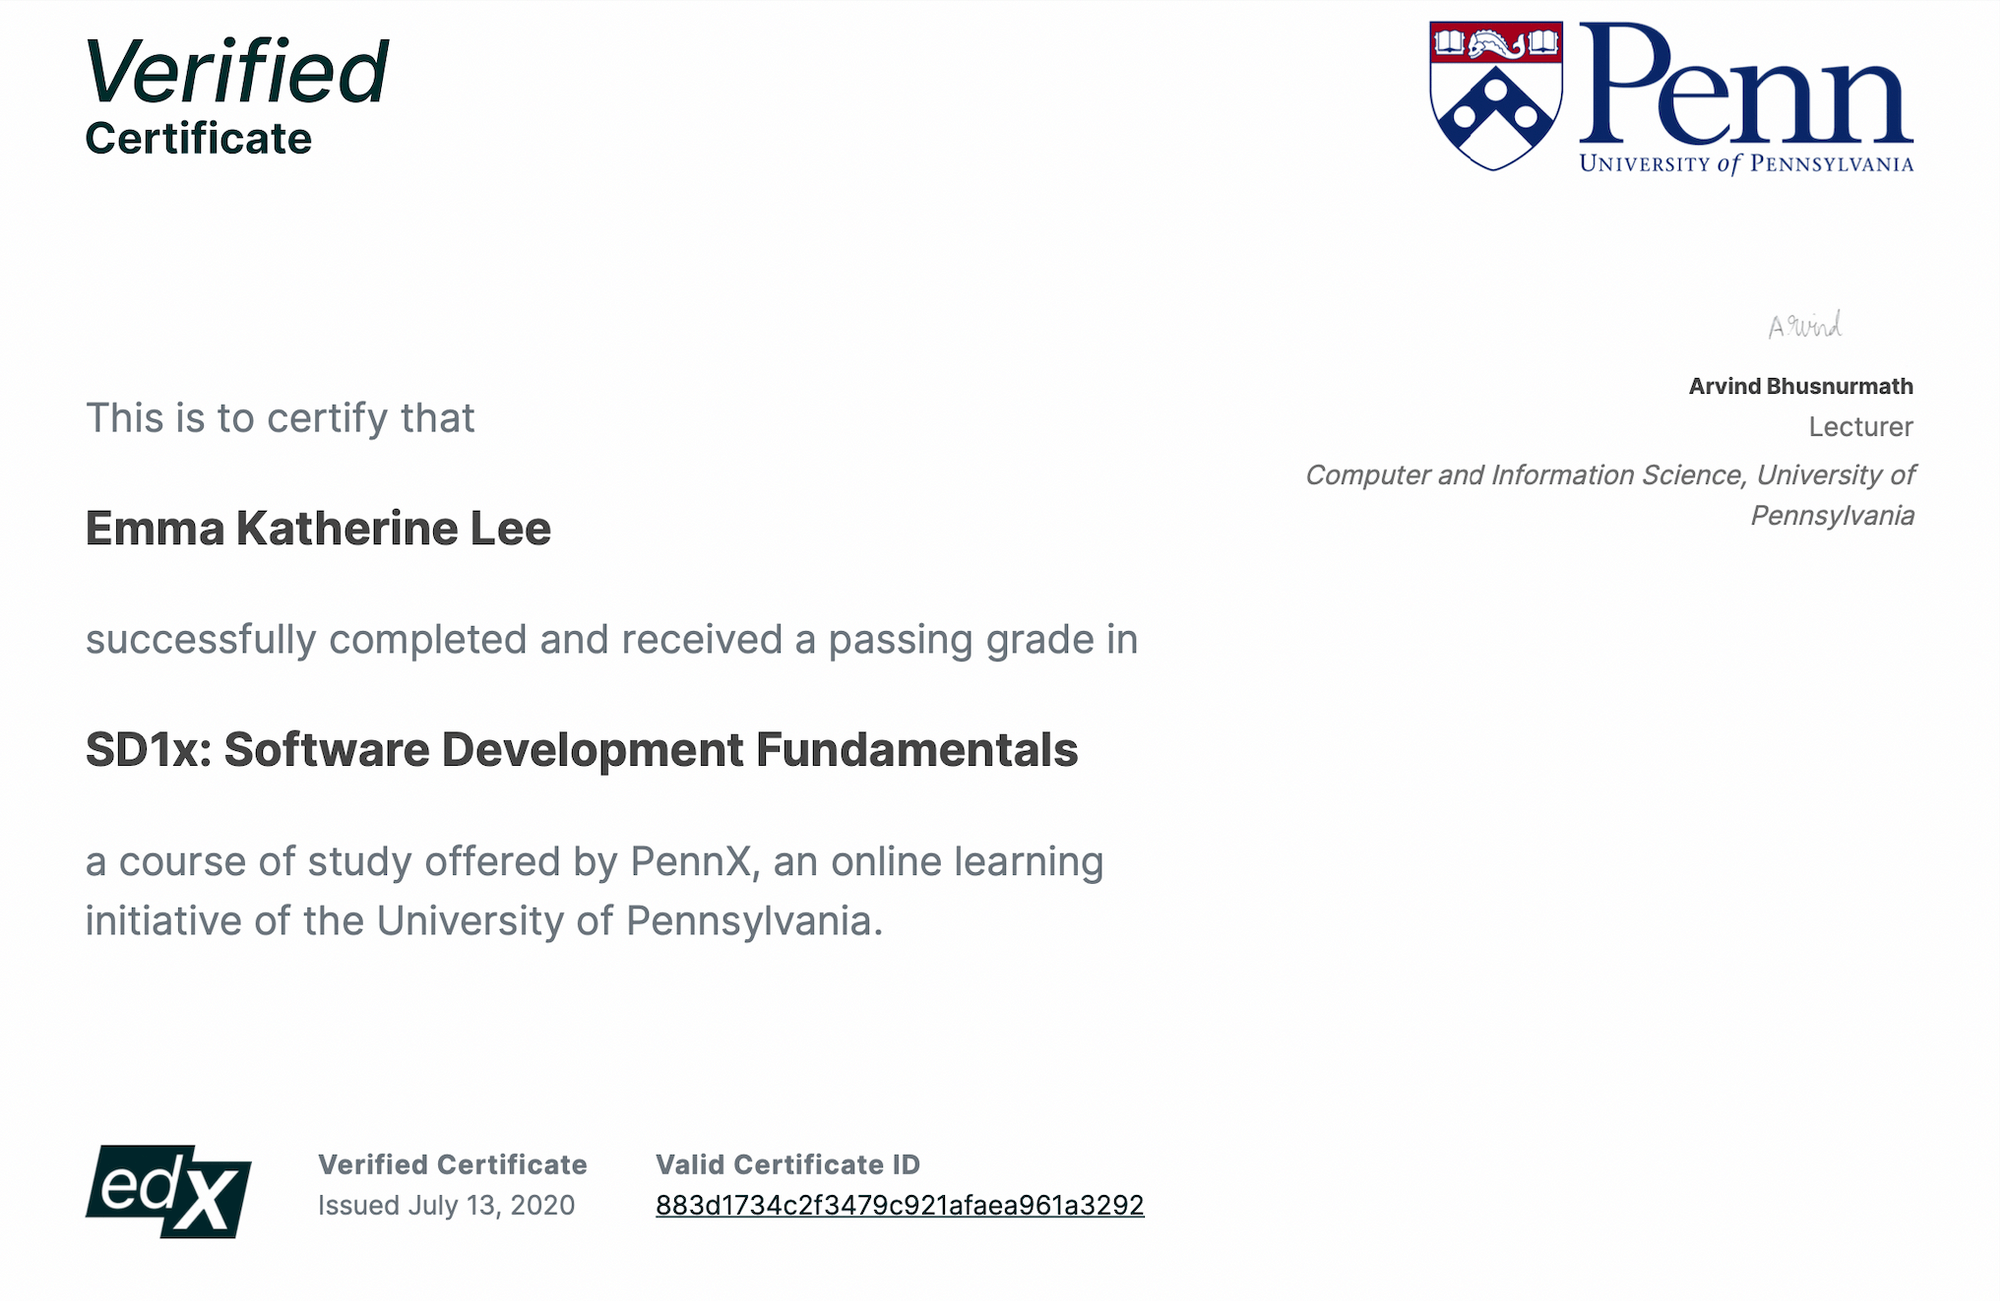 Verified
Certificate
Penn
UNIVERSITY of PENNSYLVANIA
This is to certify that
Emma Katherine Lee
successfully completed and received a passing grade in
SD1x: Software Development Fundamentals
a course of study offered by PennX, an online learning
initiative of the University of Pennsylvania.
Arvind
Arvind Bhusnurmath
Lecturer
Computer and Information Science, University of
Pennsylvania
edX
Verified Certificate
Issued July 13, 2020
Valid Certificate ID
883d1734c2f3479c921afaea961a3292